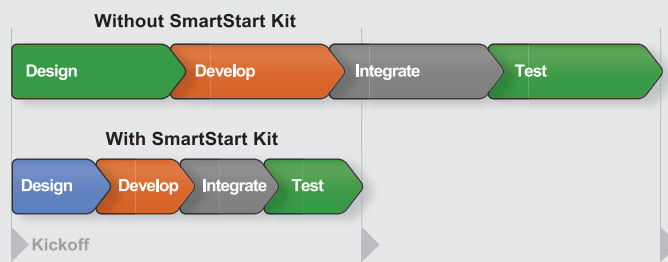 Without SmartStart Kit
Design Develop Integrate Test
With SmartStart Kit
Design Develop Integrate Test
Kickoff